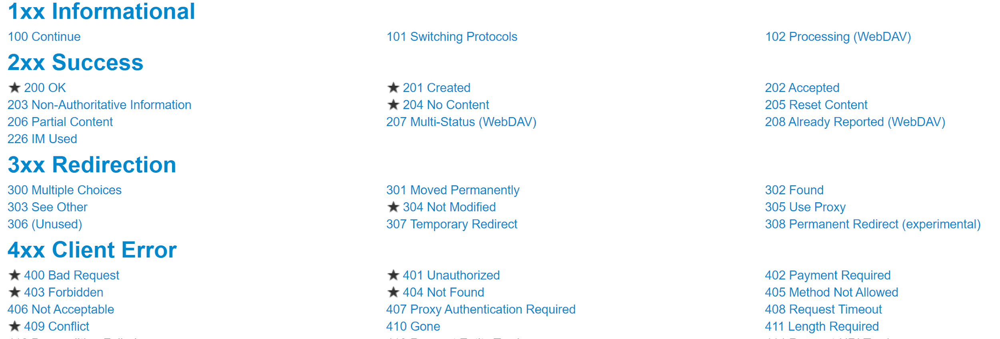 1xx Informational
100 Continue 101 Switching Protocols 102 Processing (WebDAV)
2xx Success
★ 200 OK ★ 201 Created 202 Accepted
203 Non-Authoritative Information ★ 204 No Content 205 Reset Content
206 Partial Content 207 Multi-Status (WebDAV) 208 Already Reported (WebDAV)
226 IM Used
3xx Redirection
300 Multiple Choices 301 Moved Permanently 302 Found
303 See Other ★ 304 Not Modified 305 Use Proxy
306 (Unused) 307 Temporary Redirect 308 Permanent Redirect (experimental)
4xx Client Error
★ 400 Bad Request ★ 401 Unauthorized 402 Payment Required
★ 403 Forbidden ★ 404 Not Found 405 Method Not Allowed
406 Not Acceptable 407 Proxy Authentication Required 408 Request Timeout
★ 409 Conflict 410 Gone 411 Length Required